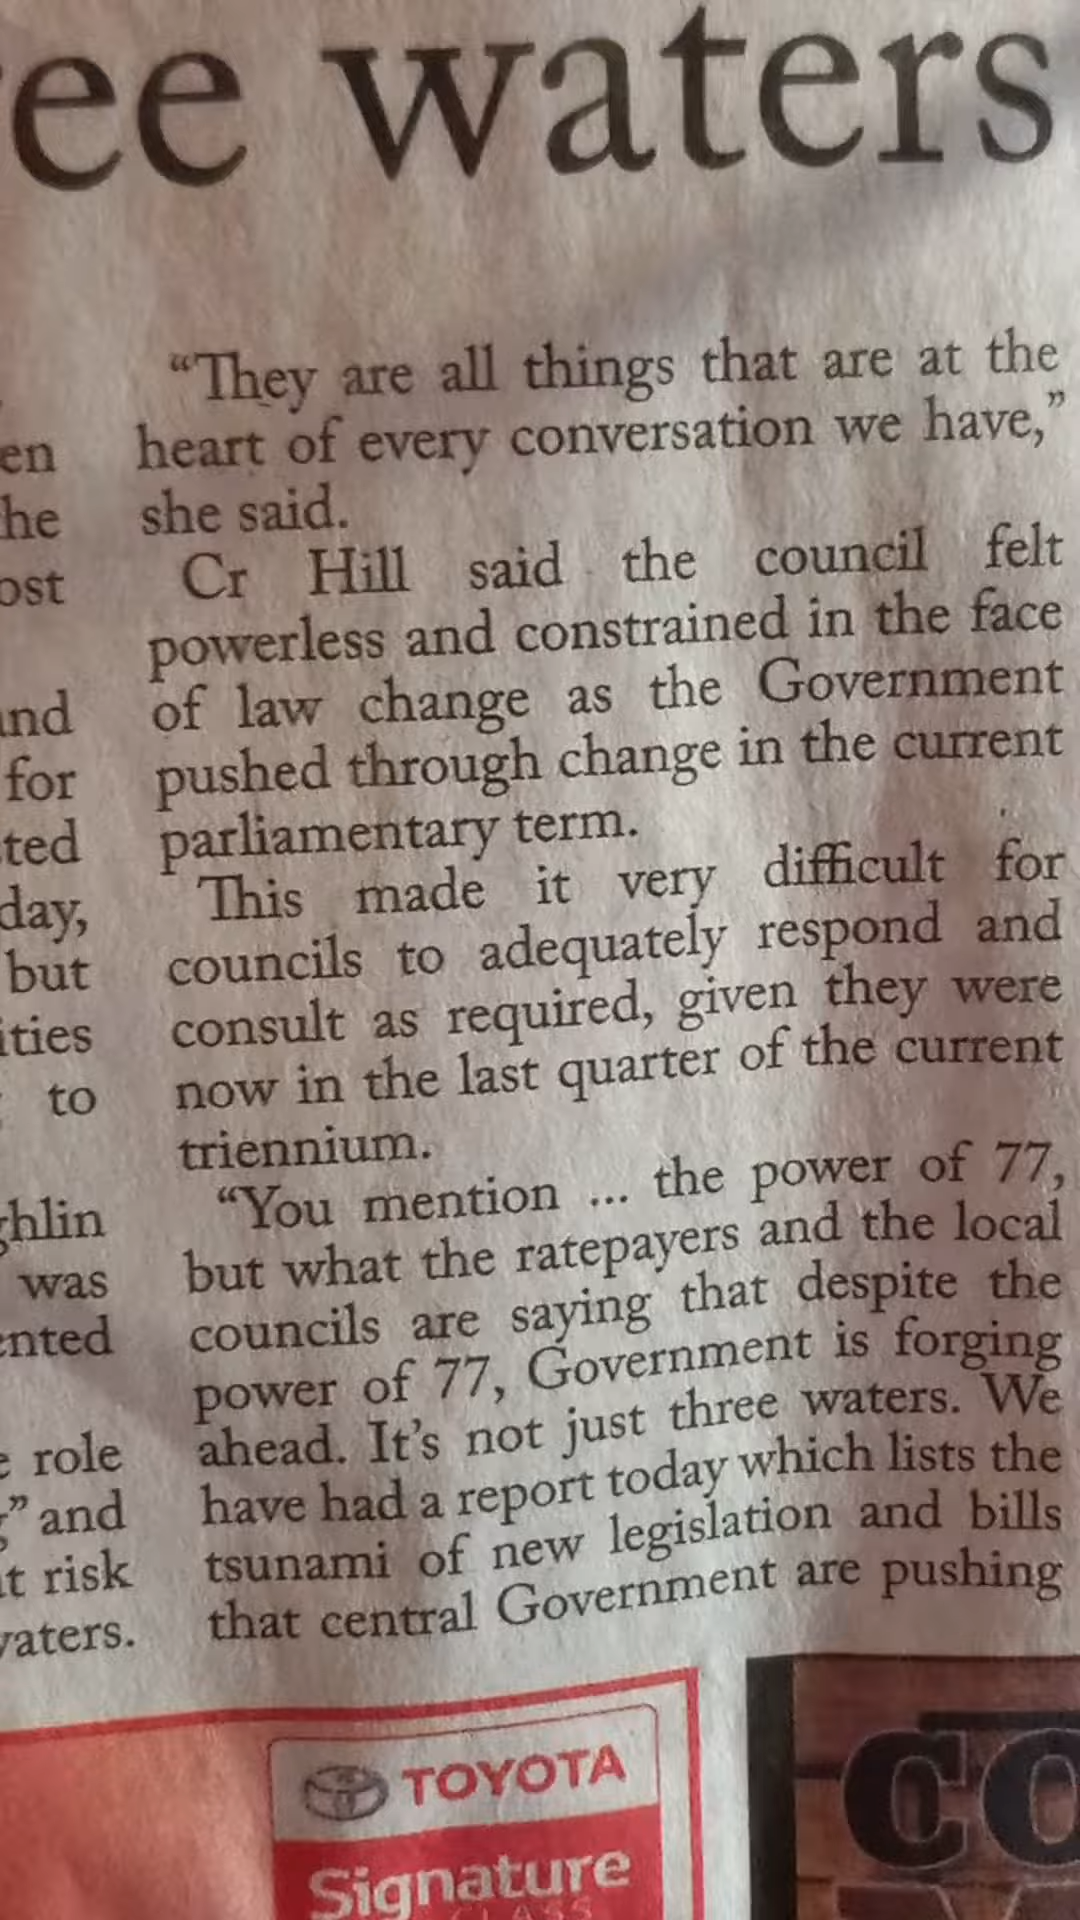 ee waters
en
he
ost
and
for
ted
day,
but
ities
to
ghlin
was
ented
role
” and
at risk
waters.
“They are all things that are at the
heart of every conversation we have,”
she said.
Cr Hill said the council felt
powerless and constrained in the face
of law change as the Government
pushed through change in the current
parliamentary term.
This made it very difficult for
councils to adequately respond and
consult as required, given they were
now in the last quarter of the current
triennium.
“You mention ... the power of 77,
but what the ratepayers and the local
councils are saying that despite the
power of 77, Government is forging
ahead. It’s not just three waters. We
have had a report today which lists the
tsunami of new legislation and bills
that central Government are pushing
TOYOTA
Signature
CLASS
CO